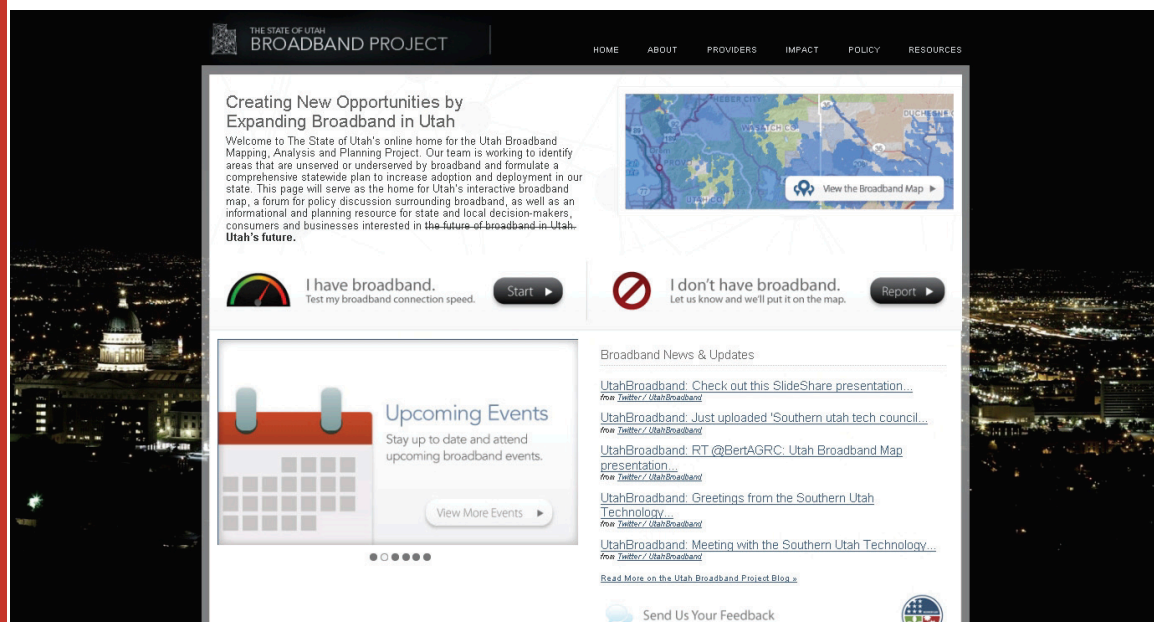 THE STATE OF UTAH
BROADBAND PROJECT
HOME ABOUT PROVIDERS IMPACT POLICY RESOURCES
Creating New Opportunities by
Expanding Broadband in Utah
Welcome to The State of Utah's online home for the Utah Broadband
Mapping, Analysis and Planning Project. Our team is working to identify
areas that are unserved or underserved by broadband and formulate a
comprehensive statewide plan to increase adoption and deployment in our
state. This page will serve as the home for Utah's interactive broadband
map, a forum for policy discussion surrounding broadband, as well as an
informational and planning resource for state and local decision-makers,
consumers and businesses interested in the future of broadband in Utah.
Utah's future.
HEBER CITY
PROVO
View the Broadband Map
I have broadband.
Test my broadband connection speed.
Start
I don't have broadband.
Let us know and we'll put it on the map.
Report
Upcoming Events
Stay up to date and attend
upcoming broadband events.
View More Events
Broadband News & Updates
UtahBroadband: Check out this SlideShare presentation...
from Twitter / UtahBroadband
UtahBroadband: Just uploaded 'Southern utah tech council...
from Twitter / UtahBroadband
UtahBroadband: RT @BertAGRC: Utah Broadband Map
presentation...
from Twitter / UtahBroadband
UtahBroadband: Greetings from the Southern Utah
Technology...
from Twitter / UtahBroadband
UtahBroadband: Meeting with the Southern Utah Technology...
from Twitter / UtahBroadband
Read More on the Utah Broadband Project Blog »
Send Us Your Feedback